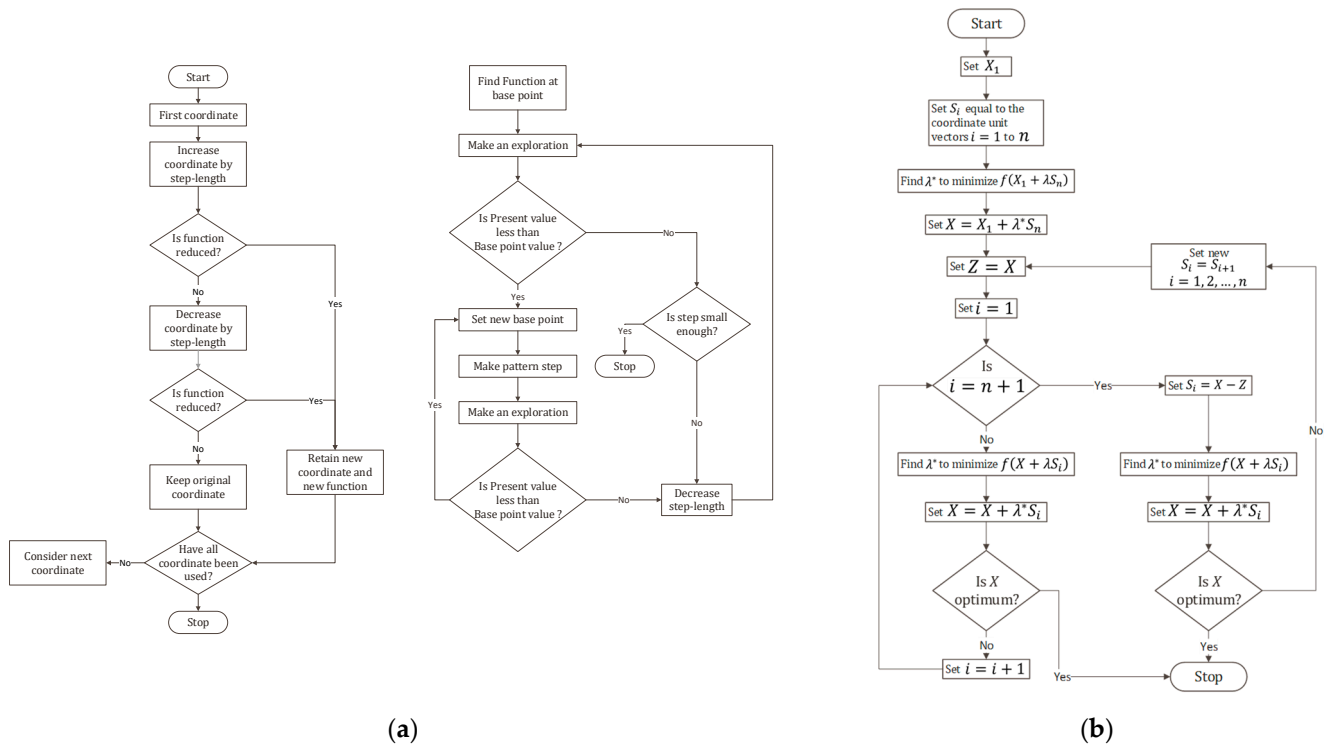 Start
First coordinate
Increase
coordinate by
step-length
Is function
reduced?
No
Yes
Decrease
coordinate by
step-length
Is function
reduced?
Yes
No
Keep original
coordinate
Retain new
coordinate and
new function
Have all
coordinate been
used?
No
Consider next
coordinate
Stop
Find Function at
base point
Make an exploration
Is Present value
less than
Base point value ?
No
Yes
Set new base point
Is step small
enough?
Yes
Stop
Make pattern step
Yes
Make an exploration
No
Is Present value
less than
Base point value ?
No
Decrease
step-length
(a)
Start
Set X₁
Set Sᵢ equal to the
coordinate unit
vectors i = 1 to n
Find λ* to minimize f(X₁ + λSₙ)
Set X = X₁ + λ*Sₙ
Set Z = X
Set new
Sᵢ = Sᵢ₊₁
i = 1, 2, ..., n
Set i = 1
Is
i = n + 1
Yes
Set Sᵢ = X − Z
No
No
Find λ* to minimize f(X + λSᵢ)
Find λ* to minimize f(X + λSᵢ)
Set X = X + λ*Sᵢ
Set X = X + λ*Sᵢ
Is X
optimum?
Is X
optimum?
No
Yes
Set i = i + 1
Yes
Stop
(b)